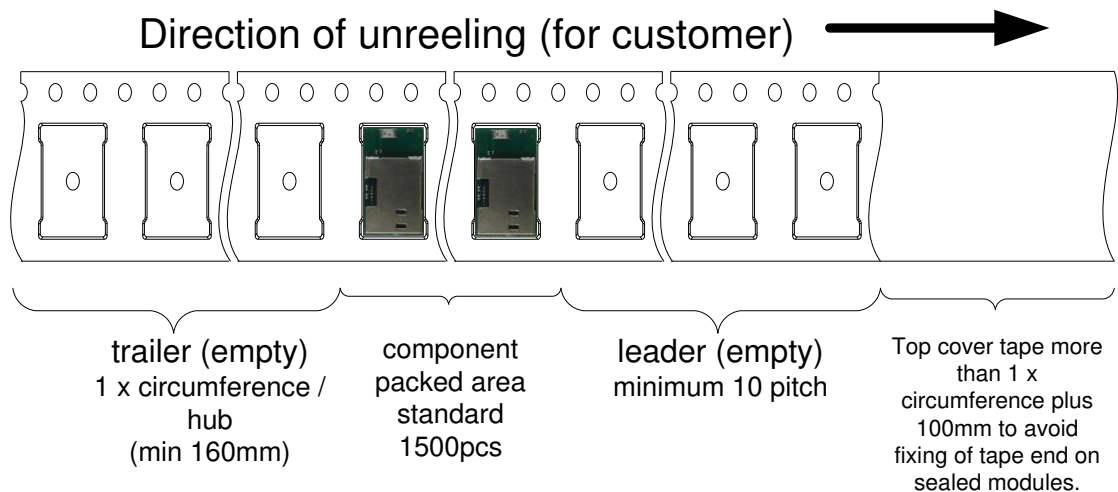 Direction of unreeling (for customer)
trailer (empty)
1 x circumference /
hub
(min 160mm)
component
packed area
standard
1500pcs
leader (empty)
minimum 10 pitch
Top cover tape more
than 1 x
circumference plus
100mm to avoid
fixing of tape end on
sealed modules.